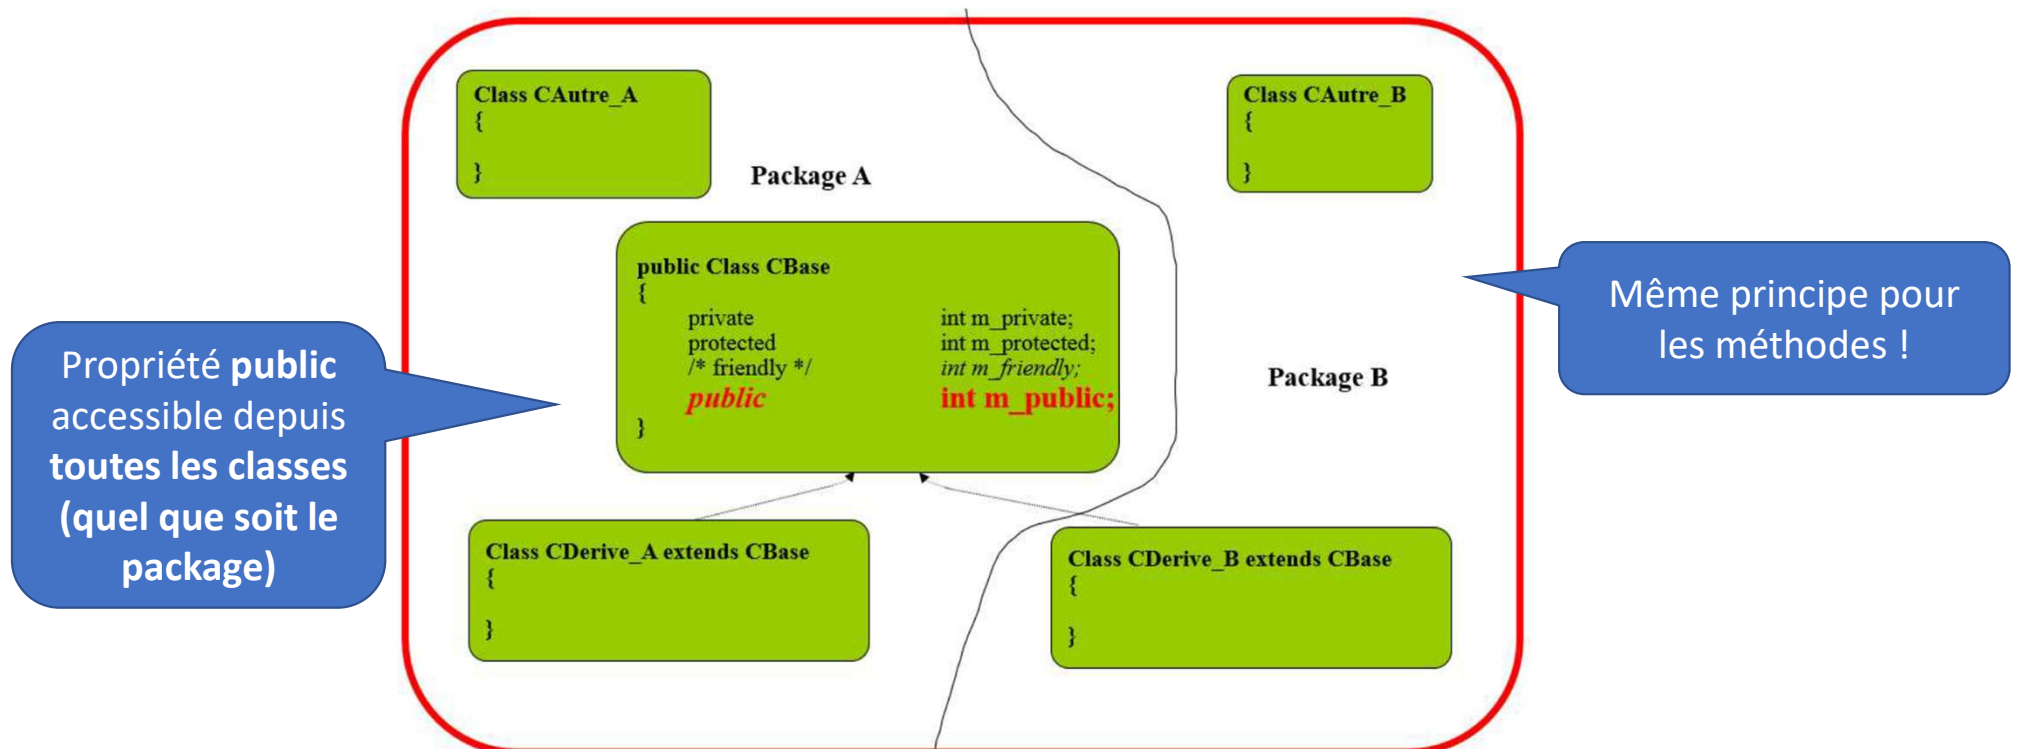 Class CAutre_A
{
}
Package A
Class CAutre_B
{
}
public Class CBase
{
private int m_private;
protected int m_protected;
/* friendly */ int m_friendly;
public int m_public;
}
Package B
Class CDerive_A extends CBase
{
}
Class CDerive_B extends CBase
{
}
Propriété public
accessible depuis
toutes les classes
(quel que soit le
package)
Même principe pour
les méthodes !